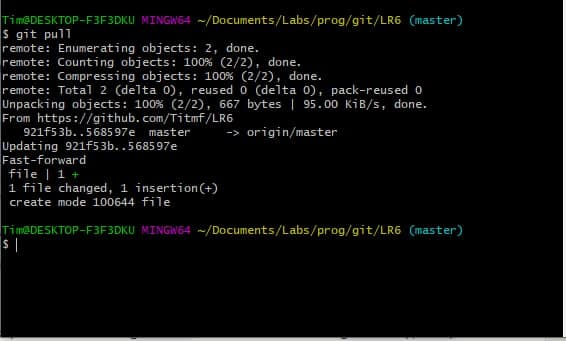 Tim@DESKTOP-F3F3DKU MINGW64 ~/Documents/Labs/prog/git/LR6 (master)
$ git pull
remote: Enumerating objects: 2, done.
remote: Counting objects: 100% (2/2), done.
remote: Compressing objects: 100% (2/2), done.
remote: Total 2 (delta 0), reused 0 (delta 0), pack-reused 0
Unpacking objects: 100% (2/2), 667 bytes | 95.00 KiB/s, done.
From https://github.com/Titmf/LR6
   921f53b..568597e  master     -> origin/master
Updating 921f53b..568597e
Fast-forward
 file | 1 +
 1 file changed, 1 insertion(+)
 create mode 100644 file
Tim@DESKTOP-F3F3DKU MINGW64 ~/Documents/Labs/prog/git/LR6 (master)
$